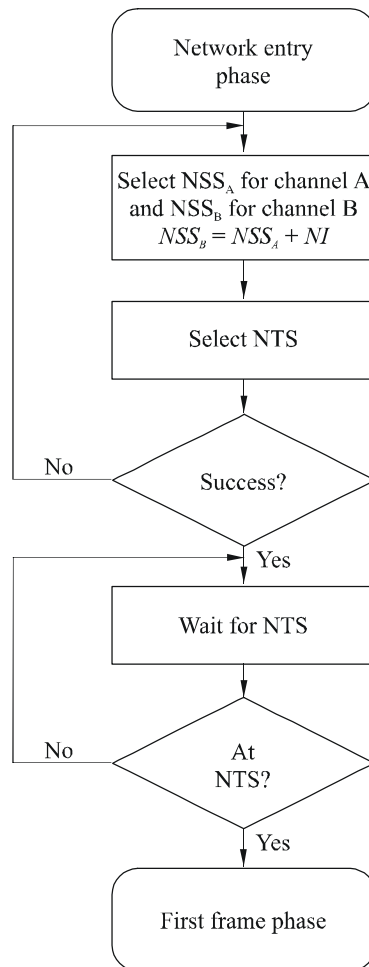 Network entry
phase
Select NSS_A for channel A
and NSS_B for channel B
NSS_B = NSS_A + NI
Select NTS
No
Success?
Yes
Wait for NTS
No
At
NTS?
Yes
First frame phase